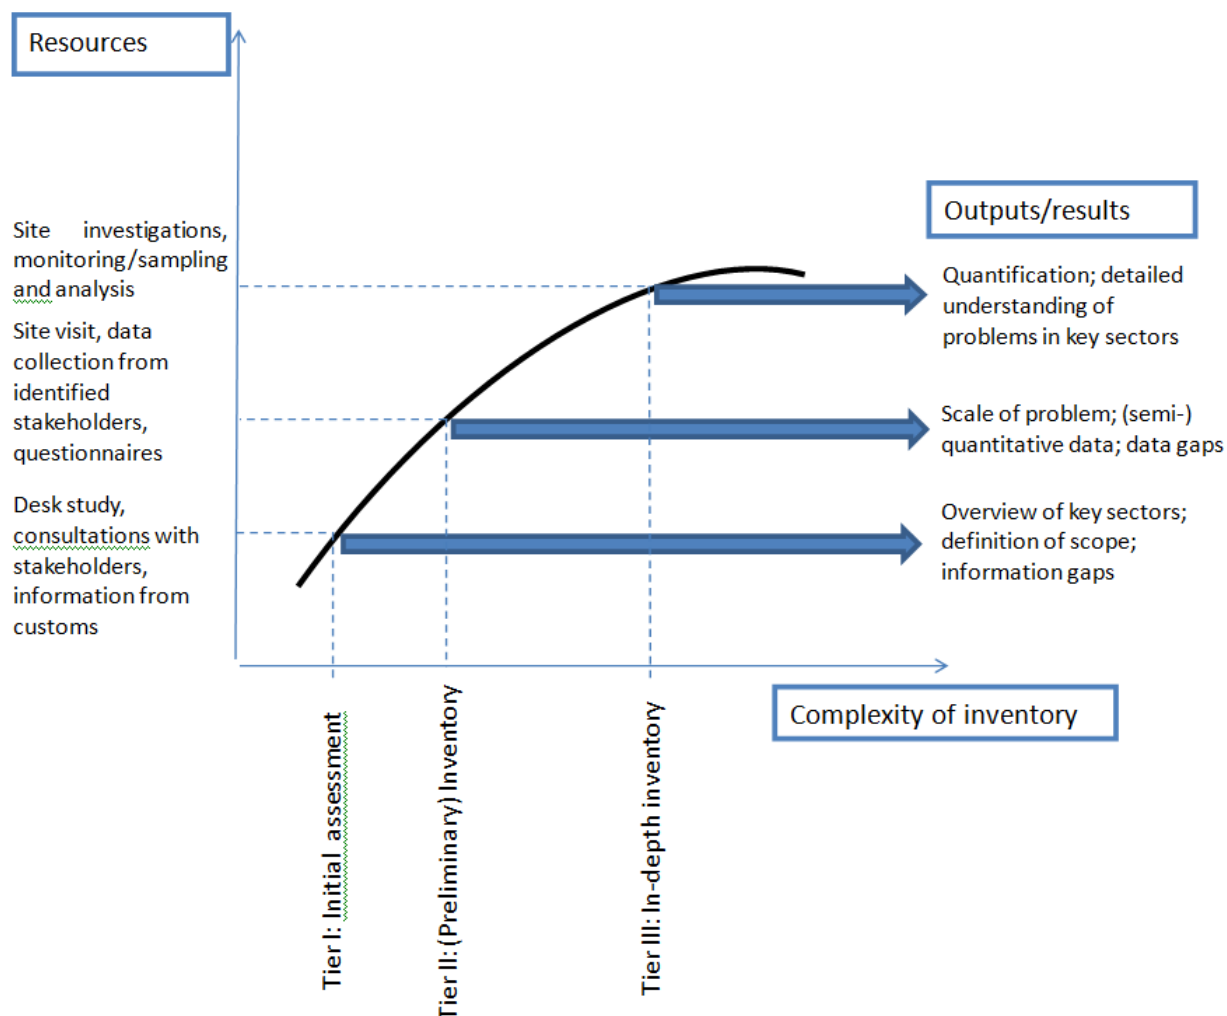 Resources
Site investigations,
monitoring/sampling
and analysis
Site visit, data
collection from
identified
stakeholders,
questionnaires
Desk study,
consultations with
stakeholders,
information from
customs
Outputs/results
Quantification; detailed
understanding of
problems in key sectors
Scale of problem; (semi-)
quantitative data; data gaps
Overview of key sectors;
definition of scope;
information gaps
Complexity of inventory
Tier I: Initial assessment
Tier II: (Preliminary) Inventory
Tier III: In-depth inventory